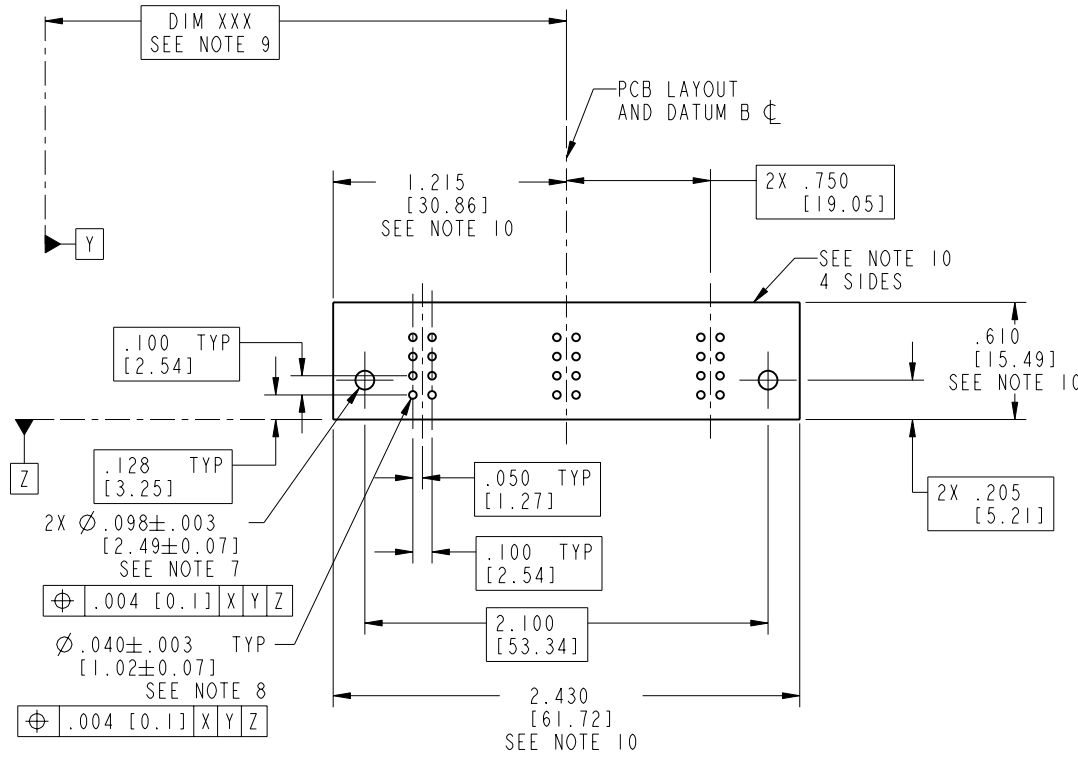 DIM XXX
SEE NOTE 9
PCB LAYOUT
AND DATUM B ℄
1.215
[30.86]
SEE NOTE 10
2X .750
[19.05]
Y
SEE NOTE 10
4 SIDES
.100 TYP
[2.54]
.610
[15.49]
SEE NOTE 10
Z
.128 TYP
[3.25]
.050 TYP
[1.27]
2X .205
[5.21]
2X Ø .098±.003
[2.49±0.07]
SEE NOTE 7
⌖ .004 [0.1] X Y Z
.100 TYP
[2.54]
2.100
[53.34]
Ø .040±.003 TYP
[1.02±0.07]
SEE NOTE 8
⌖ .004 [0.1] X Y Z
2.430
[61.72]
SEE NOTE 10